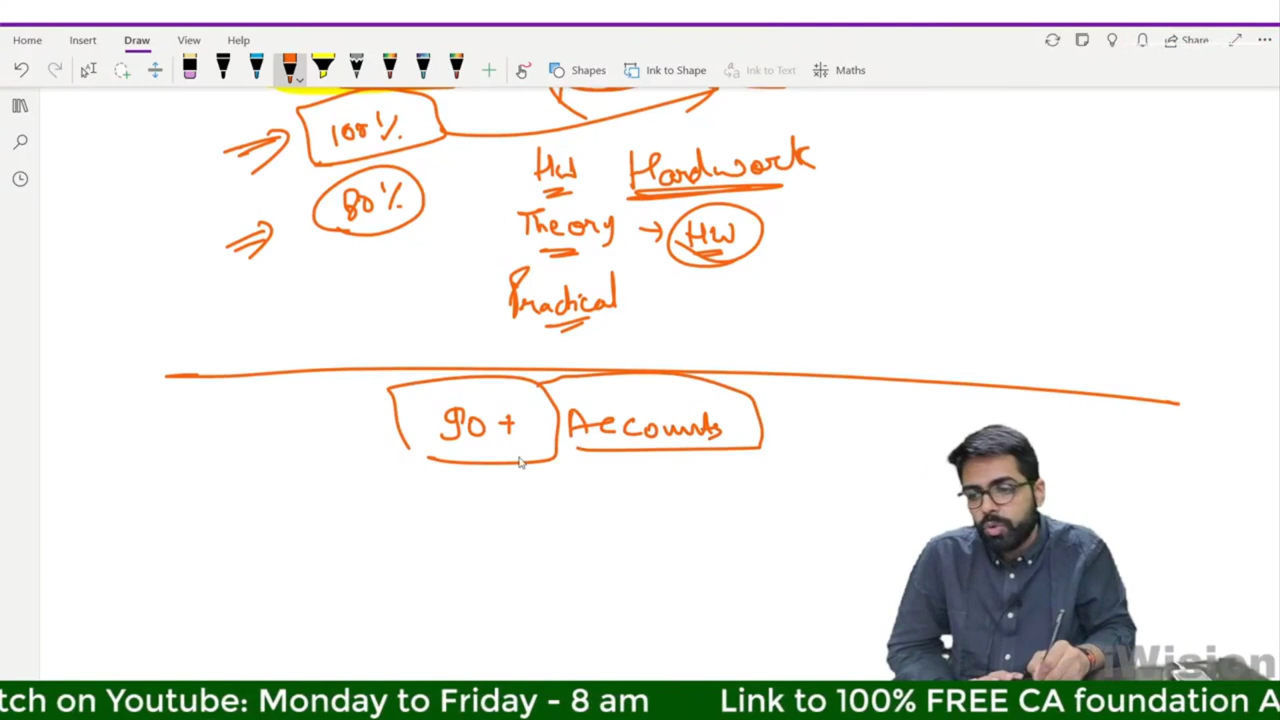 Home Insert Draw View Help
Share
Shapes Ink to Shape Ink to Text Maths
100%
80%
HW Hardwork
Theory → HW
Practical
90+ Accounts
iWision
tch on Youtube: Monday to Friday - 8 am Link to 100% FREE CA foundation A